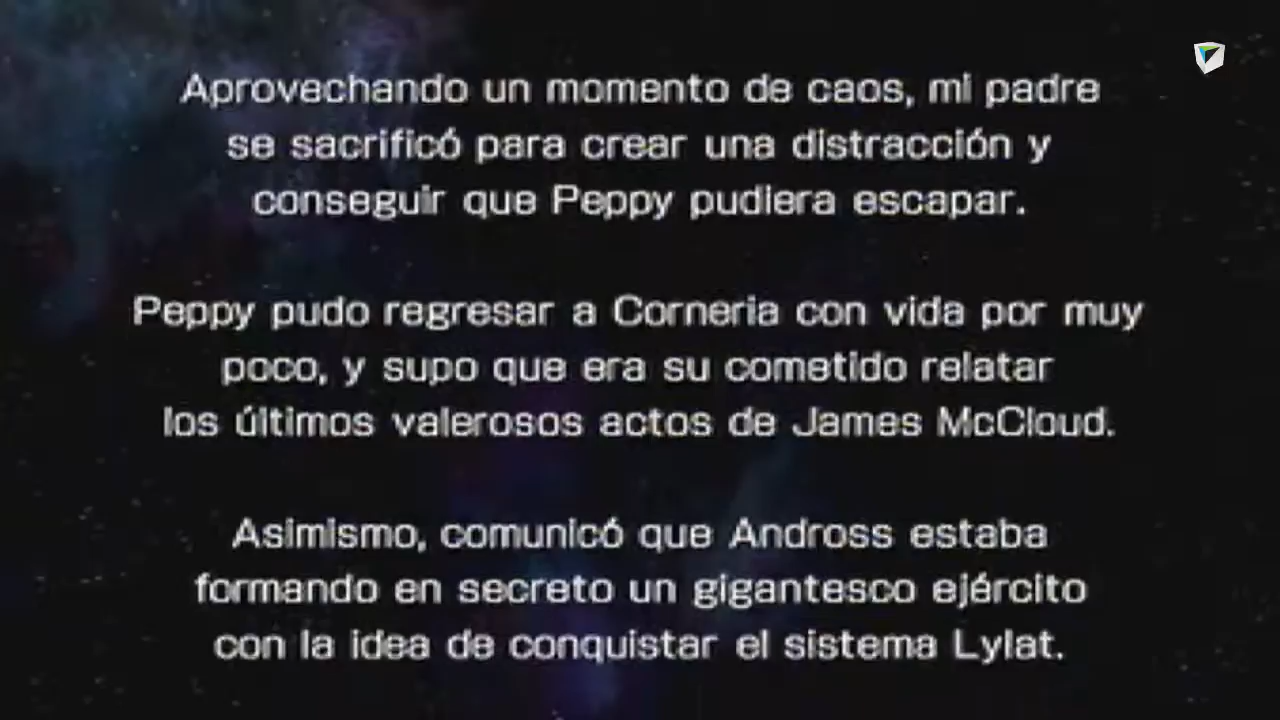 Aprovechando un momento de caos, mi padre
se sacrificó para crear una distracción y
conseguir que Peppy pudiera escapar.
Peppy pudo regresar a Corneria con vida por muy
poco, y supo que era su cometido relatar
los últimos valerosos actos de James McCloud.
Asimismo, comunicó que Andross estaba
formando en secreto un gigantesco ejército
con la idea de conquistar el sistema Lylat.